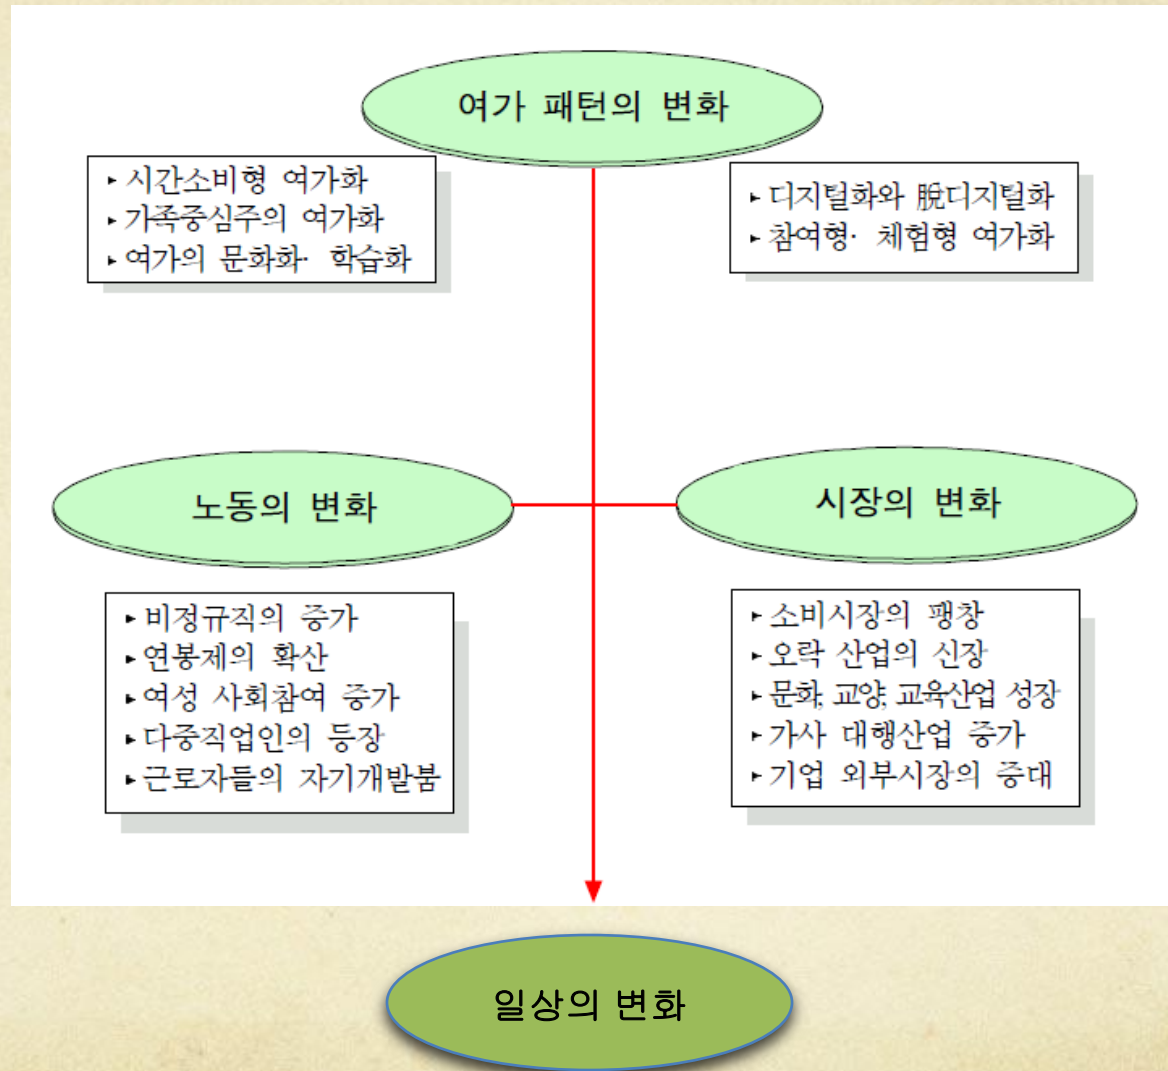 여가 패턴의 변화
▸ 시간소비형 여가화
▸ 가족중심주의 여가화
▸ 여가의 문화화· 학습화
▸ 디지털화와 脫디지털화
▸ 참여형· 체험형 여가화
노동의 변화
▸ 비정규직의 증가
▸ 연봉제의 확산
▸ 여성 사회참여 증가
▸ 다중직업인의 등장
▸ 근로자들의 자기개발붐
시장의 변화
▸ 소비시장의 팽창
▸ 오락 산업의 신장
▸ 문화, 교양, 교육산업 성장
▸ 가사 대행산업 증가
▸ 기업 외부시장의 증대
일상의 변화